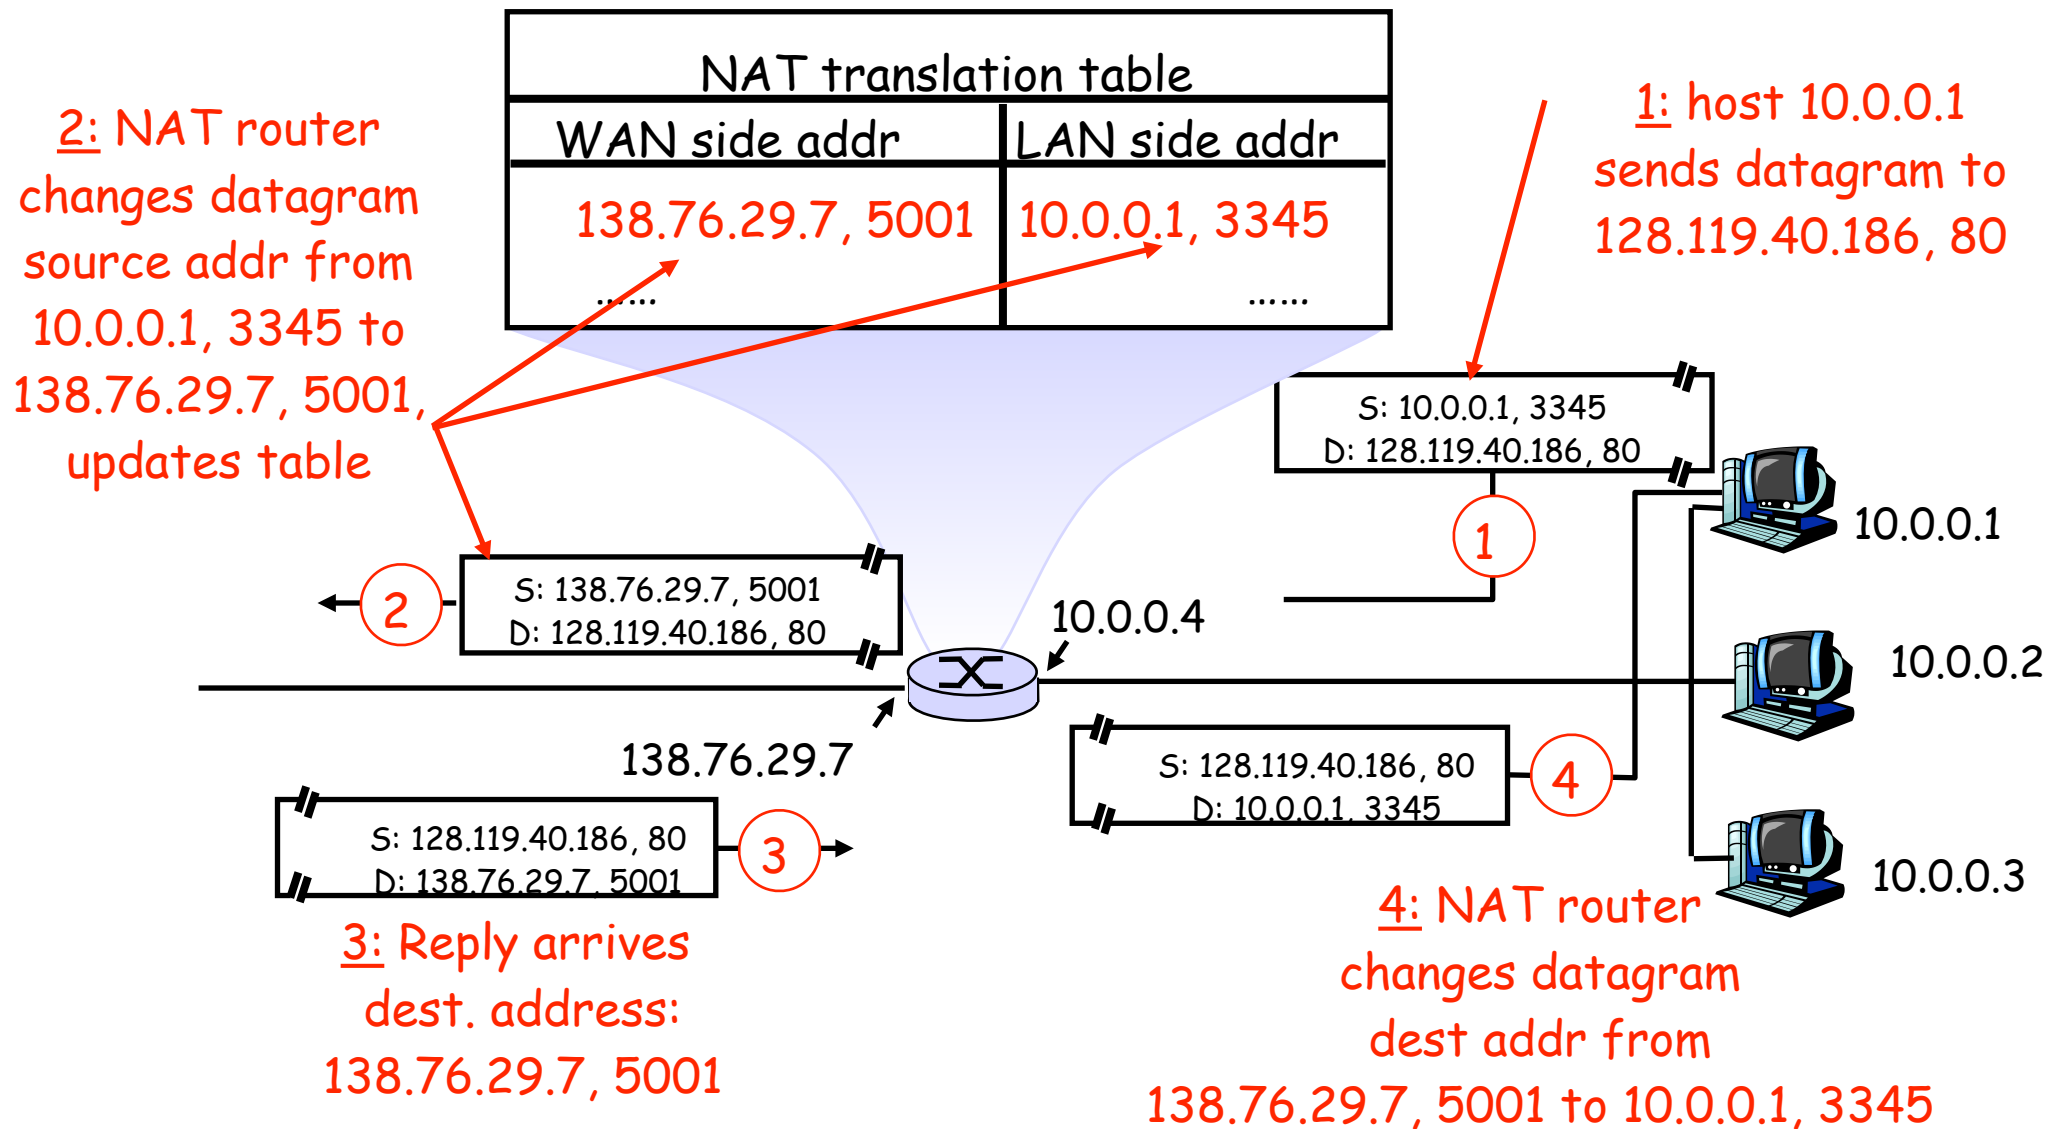 NAT translation table
WAN side addr LAN side addr
138.76.29.7, 5001 10.0.0.1, 3345
...... ......
2: NAT router
changes datagram
source addr from
10.0.0.1, 3345 to
138.76.29.7, 5001,
updates table
1: host 10.0.0.1
sends datagram to
128.119.40.186, 80
S: 10.0.0.1, 3345
D: 128.119.40.186, 80
1
10.0.0.1
S: 138.76.29.7, 5001
D: 128.119.40.186, 80
2
10.0.0.4
10.0.0.2
138.76.29.7
S: 128.119.40.186, 80
D: 10.0.0.1, 3345
4
S: 128.119.40.186, 80
D: 138.76.29.7, 5001
3
10.0.0.3
3: Reply arrives
dest. address:
138.76.29.7, 5001
4: NAT router
changes datagram
dest addr from
138.76.29.7, 5001 to 10.0.0.1, 3345